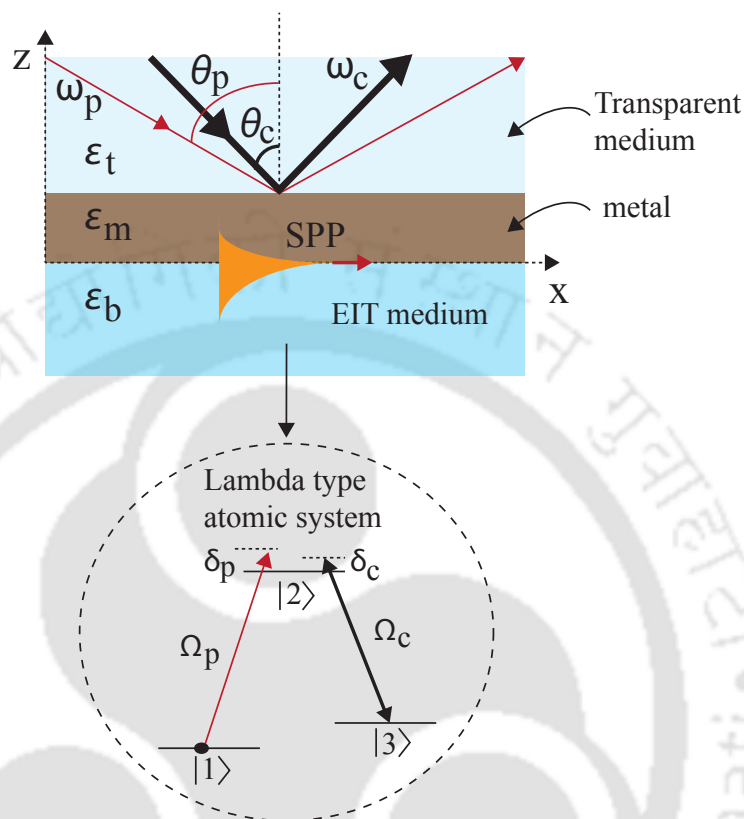 z
ω_p
θ_p
ω_c
θ_c
ε_t
Transparent
medium
ε_m
SPP
metal
x
ε_b
EIT medium
Lambda type
atomic system
δ_p
δ_c
|2⟩
Ω_p
Ω_c
|1⟩
|3⟩